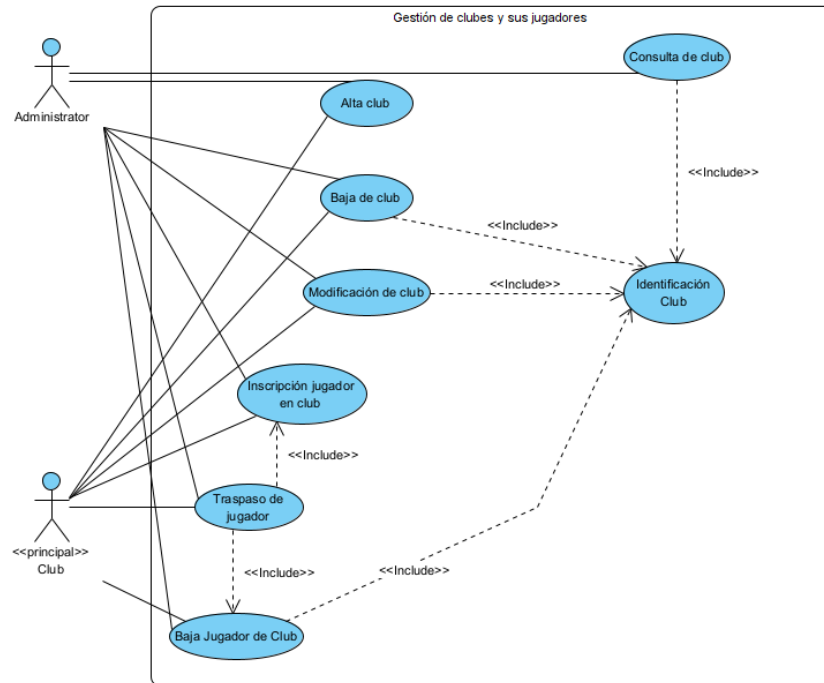 Gestión de clubes y sus jugadores
Consulta de club
Administrator
Alta club
<<Include>>
Baja de club
<<Include>>
Modificación de club
<<Include>>
Identificación
Club
Inscripción jugador
en club
<<Include>>
Traspaso de
jugador
<<principal>>
Club
<<Include>>
<<Include>>
Baja Jugador de Club